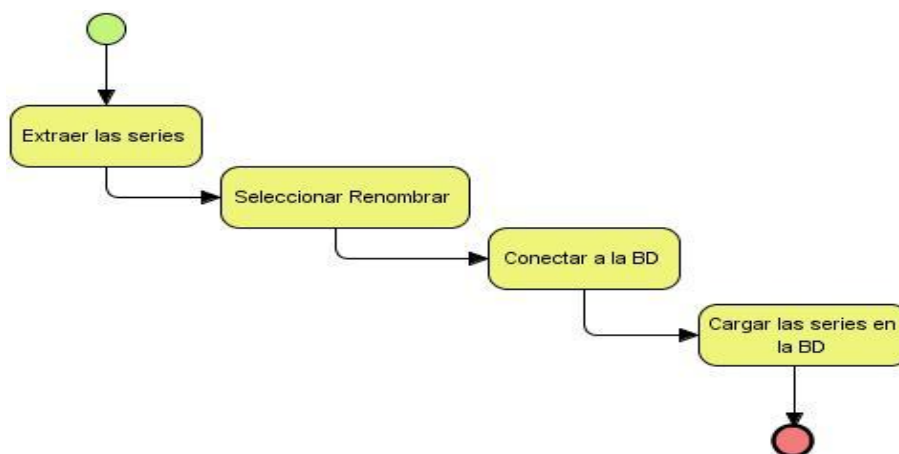 Extraer las series
Seleccionar Renombrar
Conectar a la BD
Cargar las series en
la BD